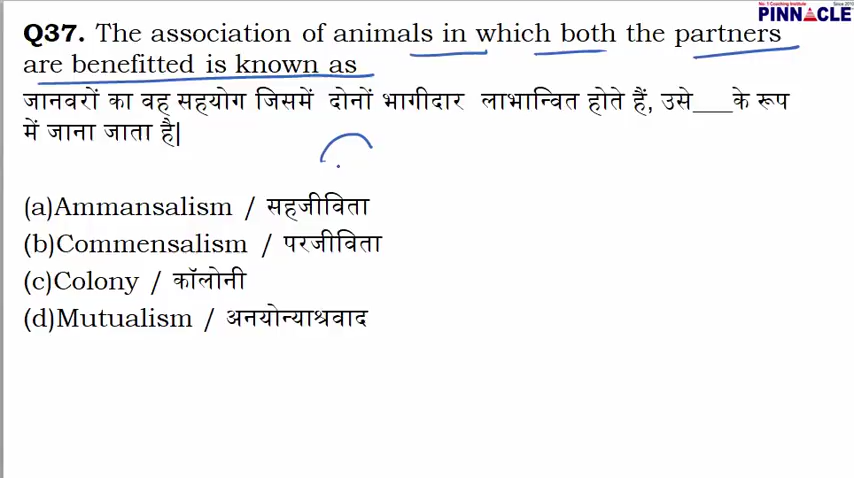 No. 1 Coaching Institute Since 2010
PINNACLE
Q37. The association of animals in which both the partners
are benefitted is known as
जानवरों का वह सहयोग जिसमें दोनों भागीदार लाभान्वित होते हैं, उसे___के रूप
में जाना जाता है|
(a)Ammansalism / सहजीविता
(b)Commensalism / परजीविता
(c)Colony / कॉलोनी
(d)Mutualism / अनयोन्याश्रवाद